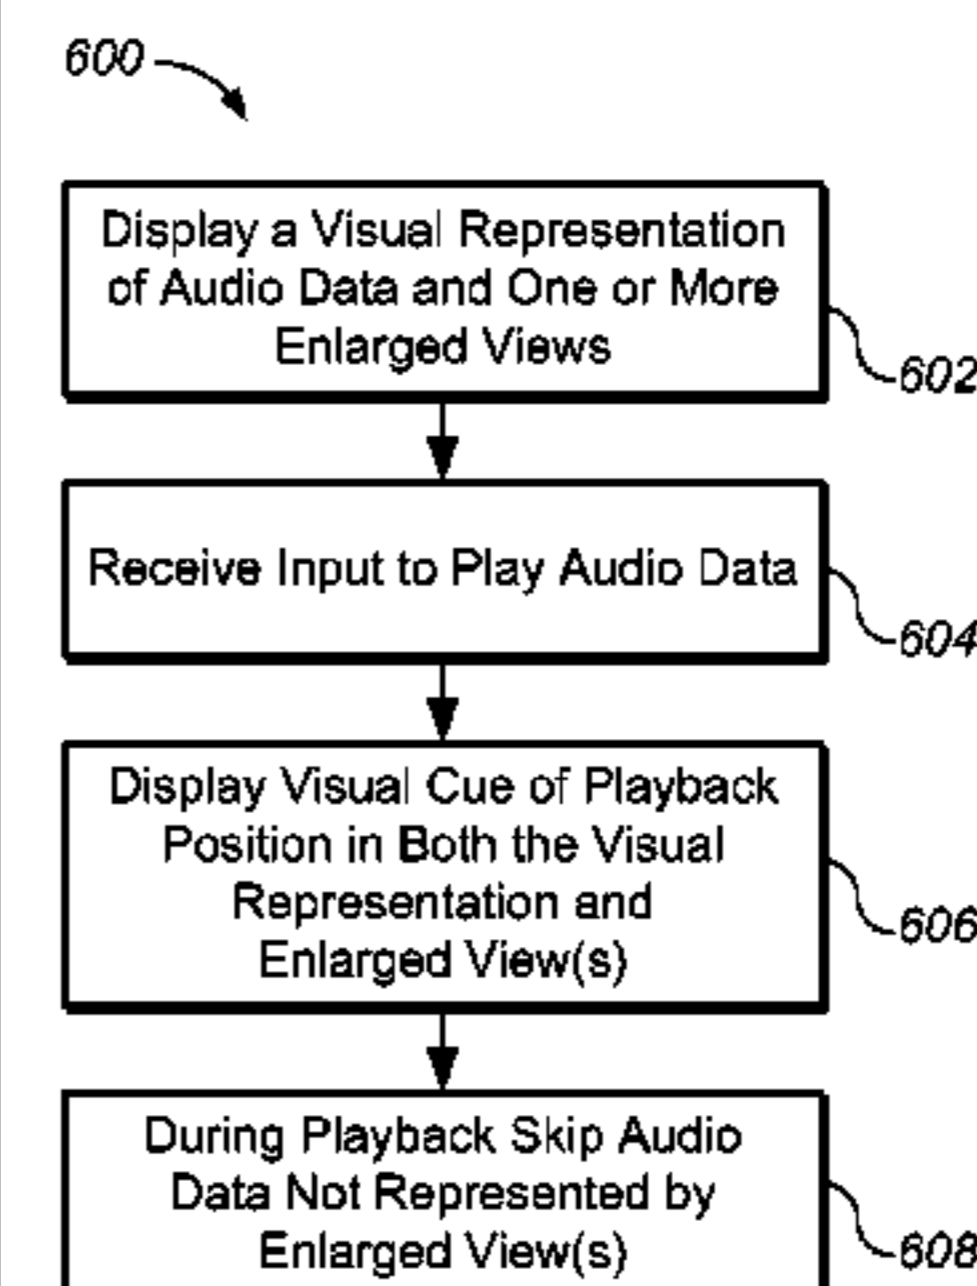 600
Display a Visual Representation
of Audio Data and One or More
Enlarged Views
602
Receive Input to Play Audio Data
604
Display Visual Cue of Playback
Position in Both the Visual
Representation and
Enlarged View(s)
606
During Playback Skip Audio
Data Not Represented by
Enlarged View(s)
608